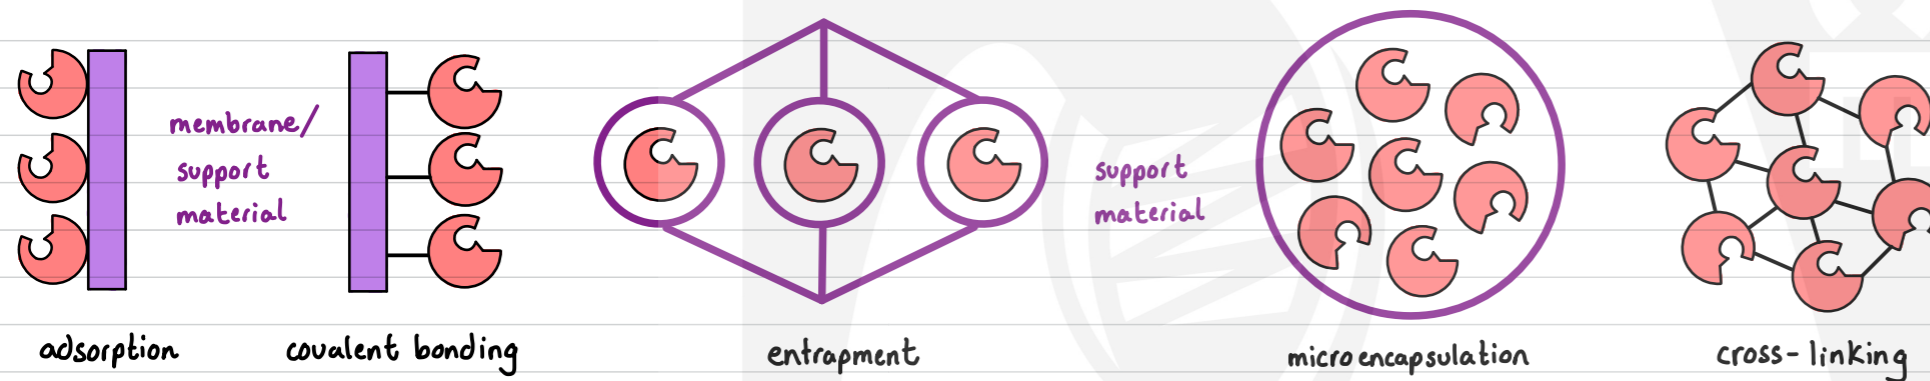 membrane/
support
material
support
material
adsorption
covalent bonding
entrapment
microencapsulation
cross-linking